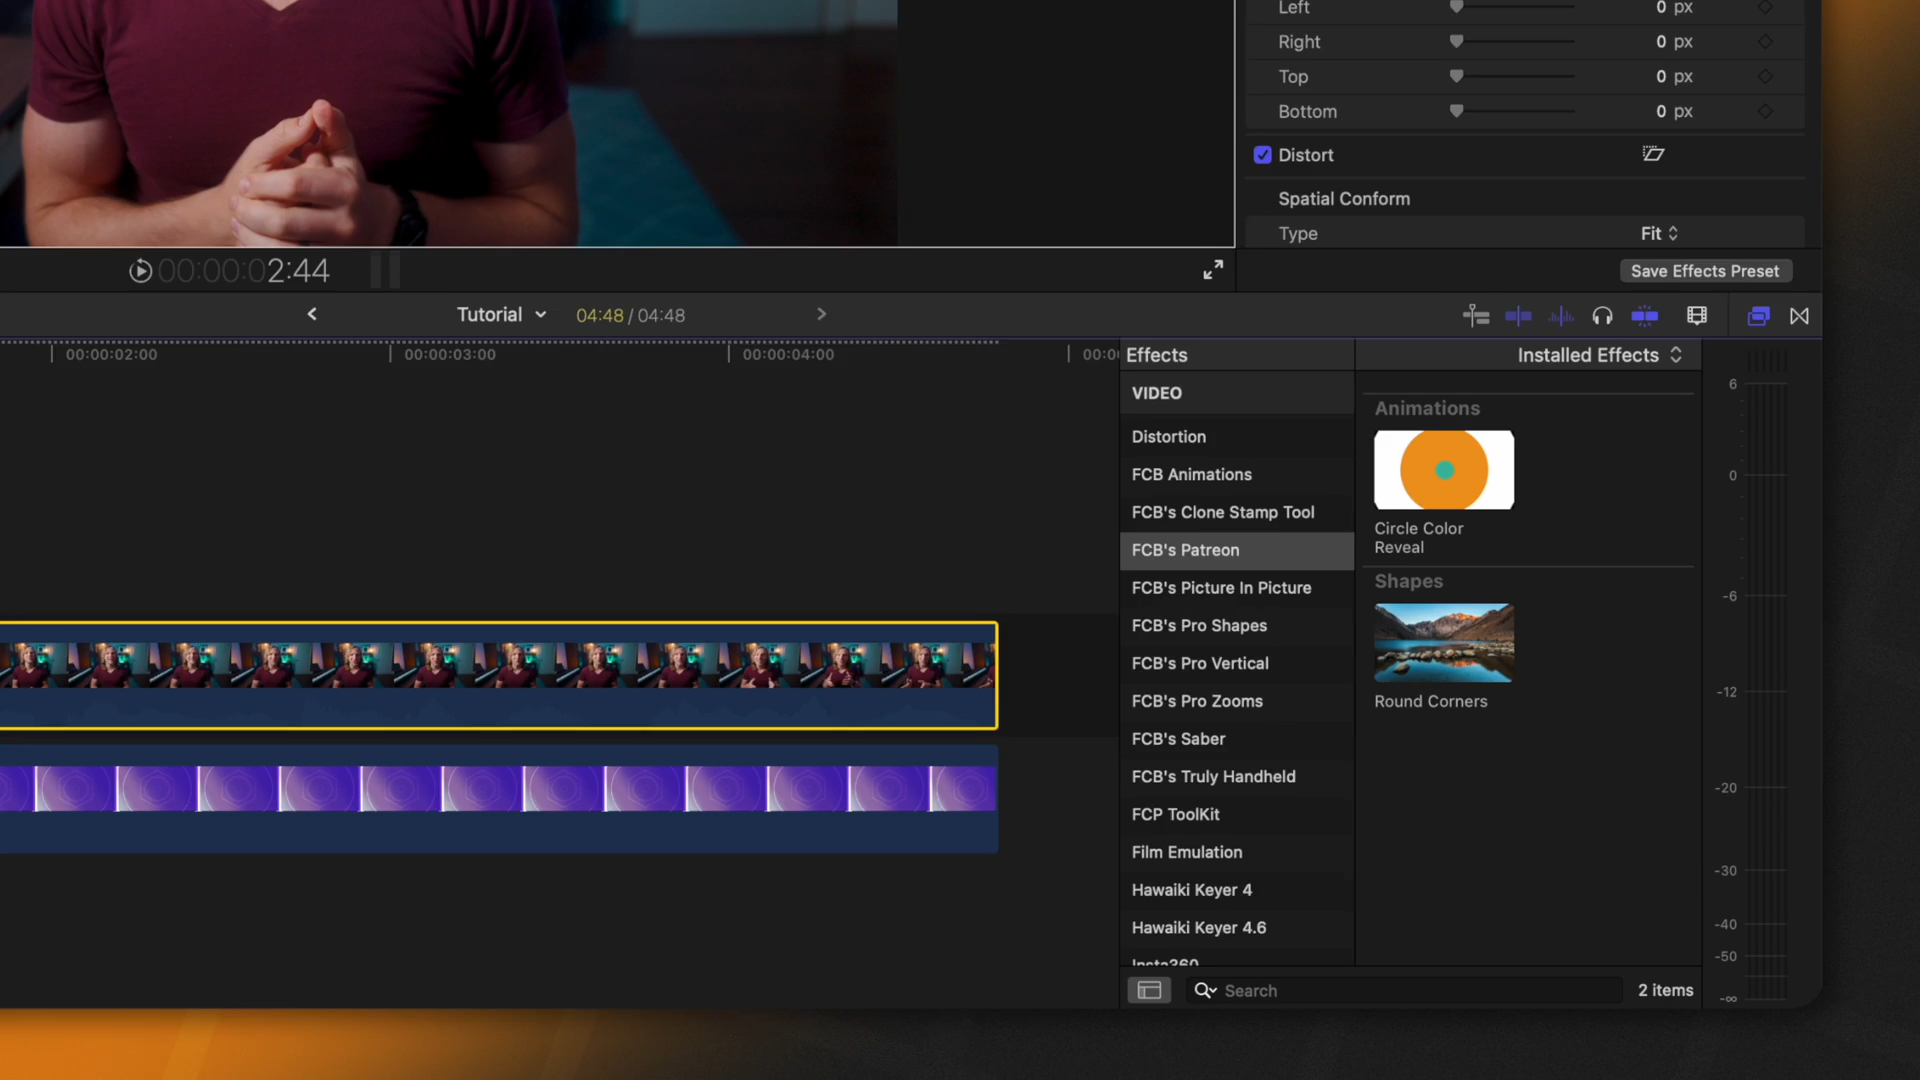 Left 0 px
Right 0 px
Top 0 px
Bottom 0 px
Distort
Spatial Conform
Type Fit
00:00:02:44
Save Effects Preset
Tutorial 04:48 / 04:48
00:00:02:00 00:00:03:00 00:00:04:00 00:0
Effects
Installed Effects
VIDEO
Distortion
FCB Animations
FCB's Clone Stamp Tool
FCB's Patreon
FCB's Picture In Picture
FCB's Pro Shapes
FCB's Pro Vertical
FCB's Pro Zooms
FCB's Saber
FCB's Truly Handheld
FCP ToolKit
Film Emulation
Hawaiki Keyer 4
Hawaiki Keyer 4.6
Insta360
Animations
Circle Color
Reveal
Shapes
Round Corners
6
0
-6
-12
-20
-30
-40
-50
-∞
Search
2 items